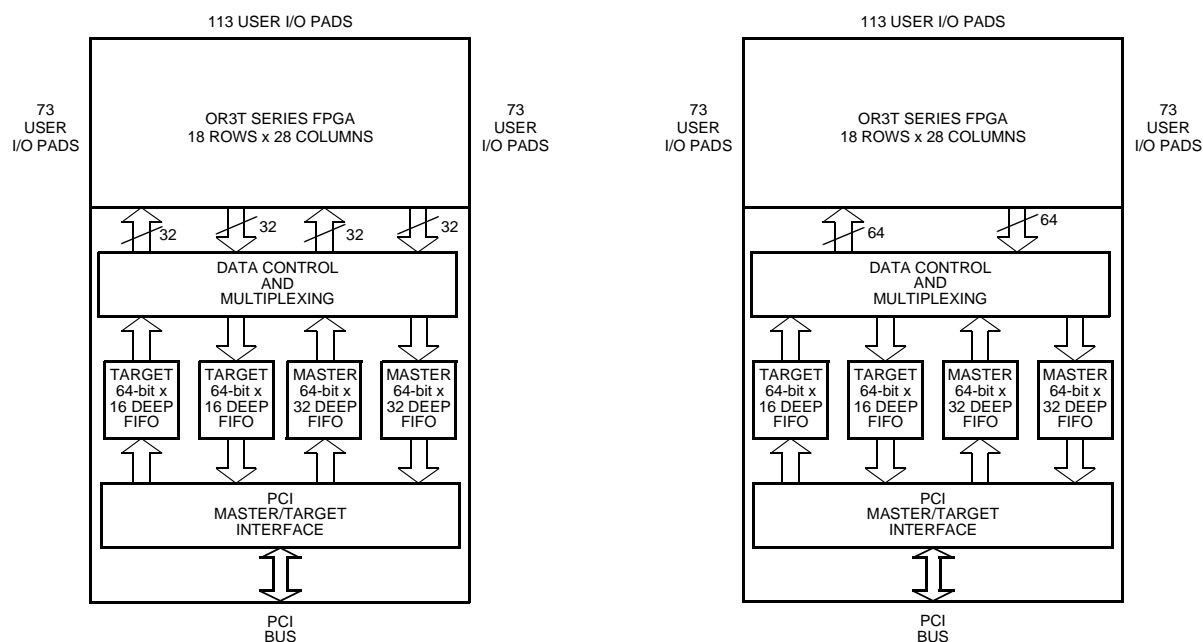 113 USER I/O PADS
73
USER
I/O PADS
OR3T SERIES FPGA
18 ROWS x 28 COLUMNS
73
USER
I/O PADS
32
32
32
32
DATA CONTROL
AND
MULTIPLEXING
TARGET
64-bit x
16 DEEP
FIFO
TARGET
64-bit x
16 DEEP
FIFO
MASTER
64-bit x
32 DEEP
FIFO
MASTER
64-bit x
32 DEEP
FIFO
PCI
MASTER/TARGET
INTERFACE
PCI
BUS
113 USER I/O PADS
73
USER
I/O PADS
OR3T SERIES FPGA
18 ROWS x 28 COLUMNS
73
USER
I/O PADS
64
64
DATA CONTROL
AND
MULTIPLEXING
TARGET
64-bit x
16 DEEP
FIFO
TARGET
64-bit x
16 DEEP
FIFO
MASTER
64-bit x
32 DEEP
FIFO
MASTER
64-bit x
32 DEEP
FIFO
PCI
MASTER/TARGET
INTERFACE
PCI
BUS